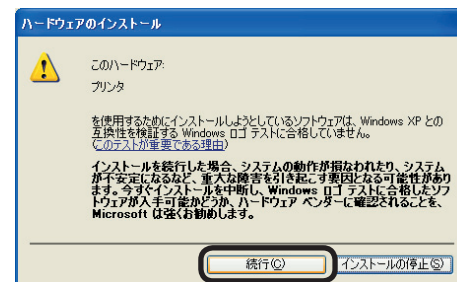 ハードウェアのインストール
このハードウェア:
プリンタ
を使用するためにインストールしようとしているソフトウェアは、Windows XP との
互換性を検証する Windows ロゴ テストに合格していません。
(このテストが重要である理由)
インストールを続行した場合、システムの動作が損なわれたり、システム
が不安定になるなど、重大な障害を引き起こす要因となる可能性があり
ます。今すぐインストールを中断し、Windows ロゴ テストに合格したソフ
トウェアが入手可能かどうか、ハードウェア ベンダーに確認されることを、
Microsoft は強くお勧めします。
続行(C) インストールの停止(S)